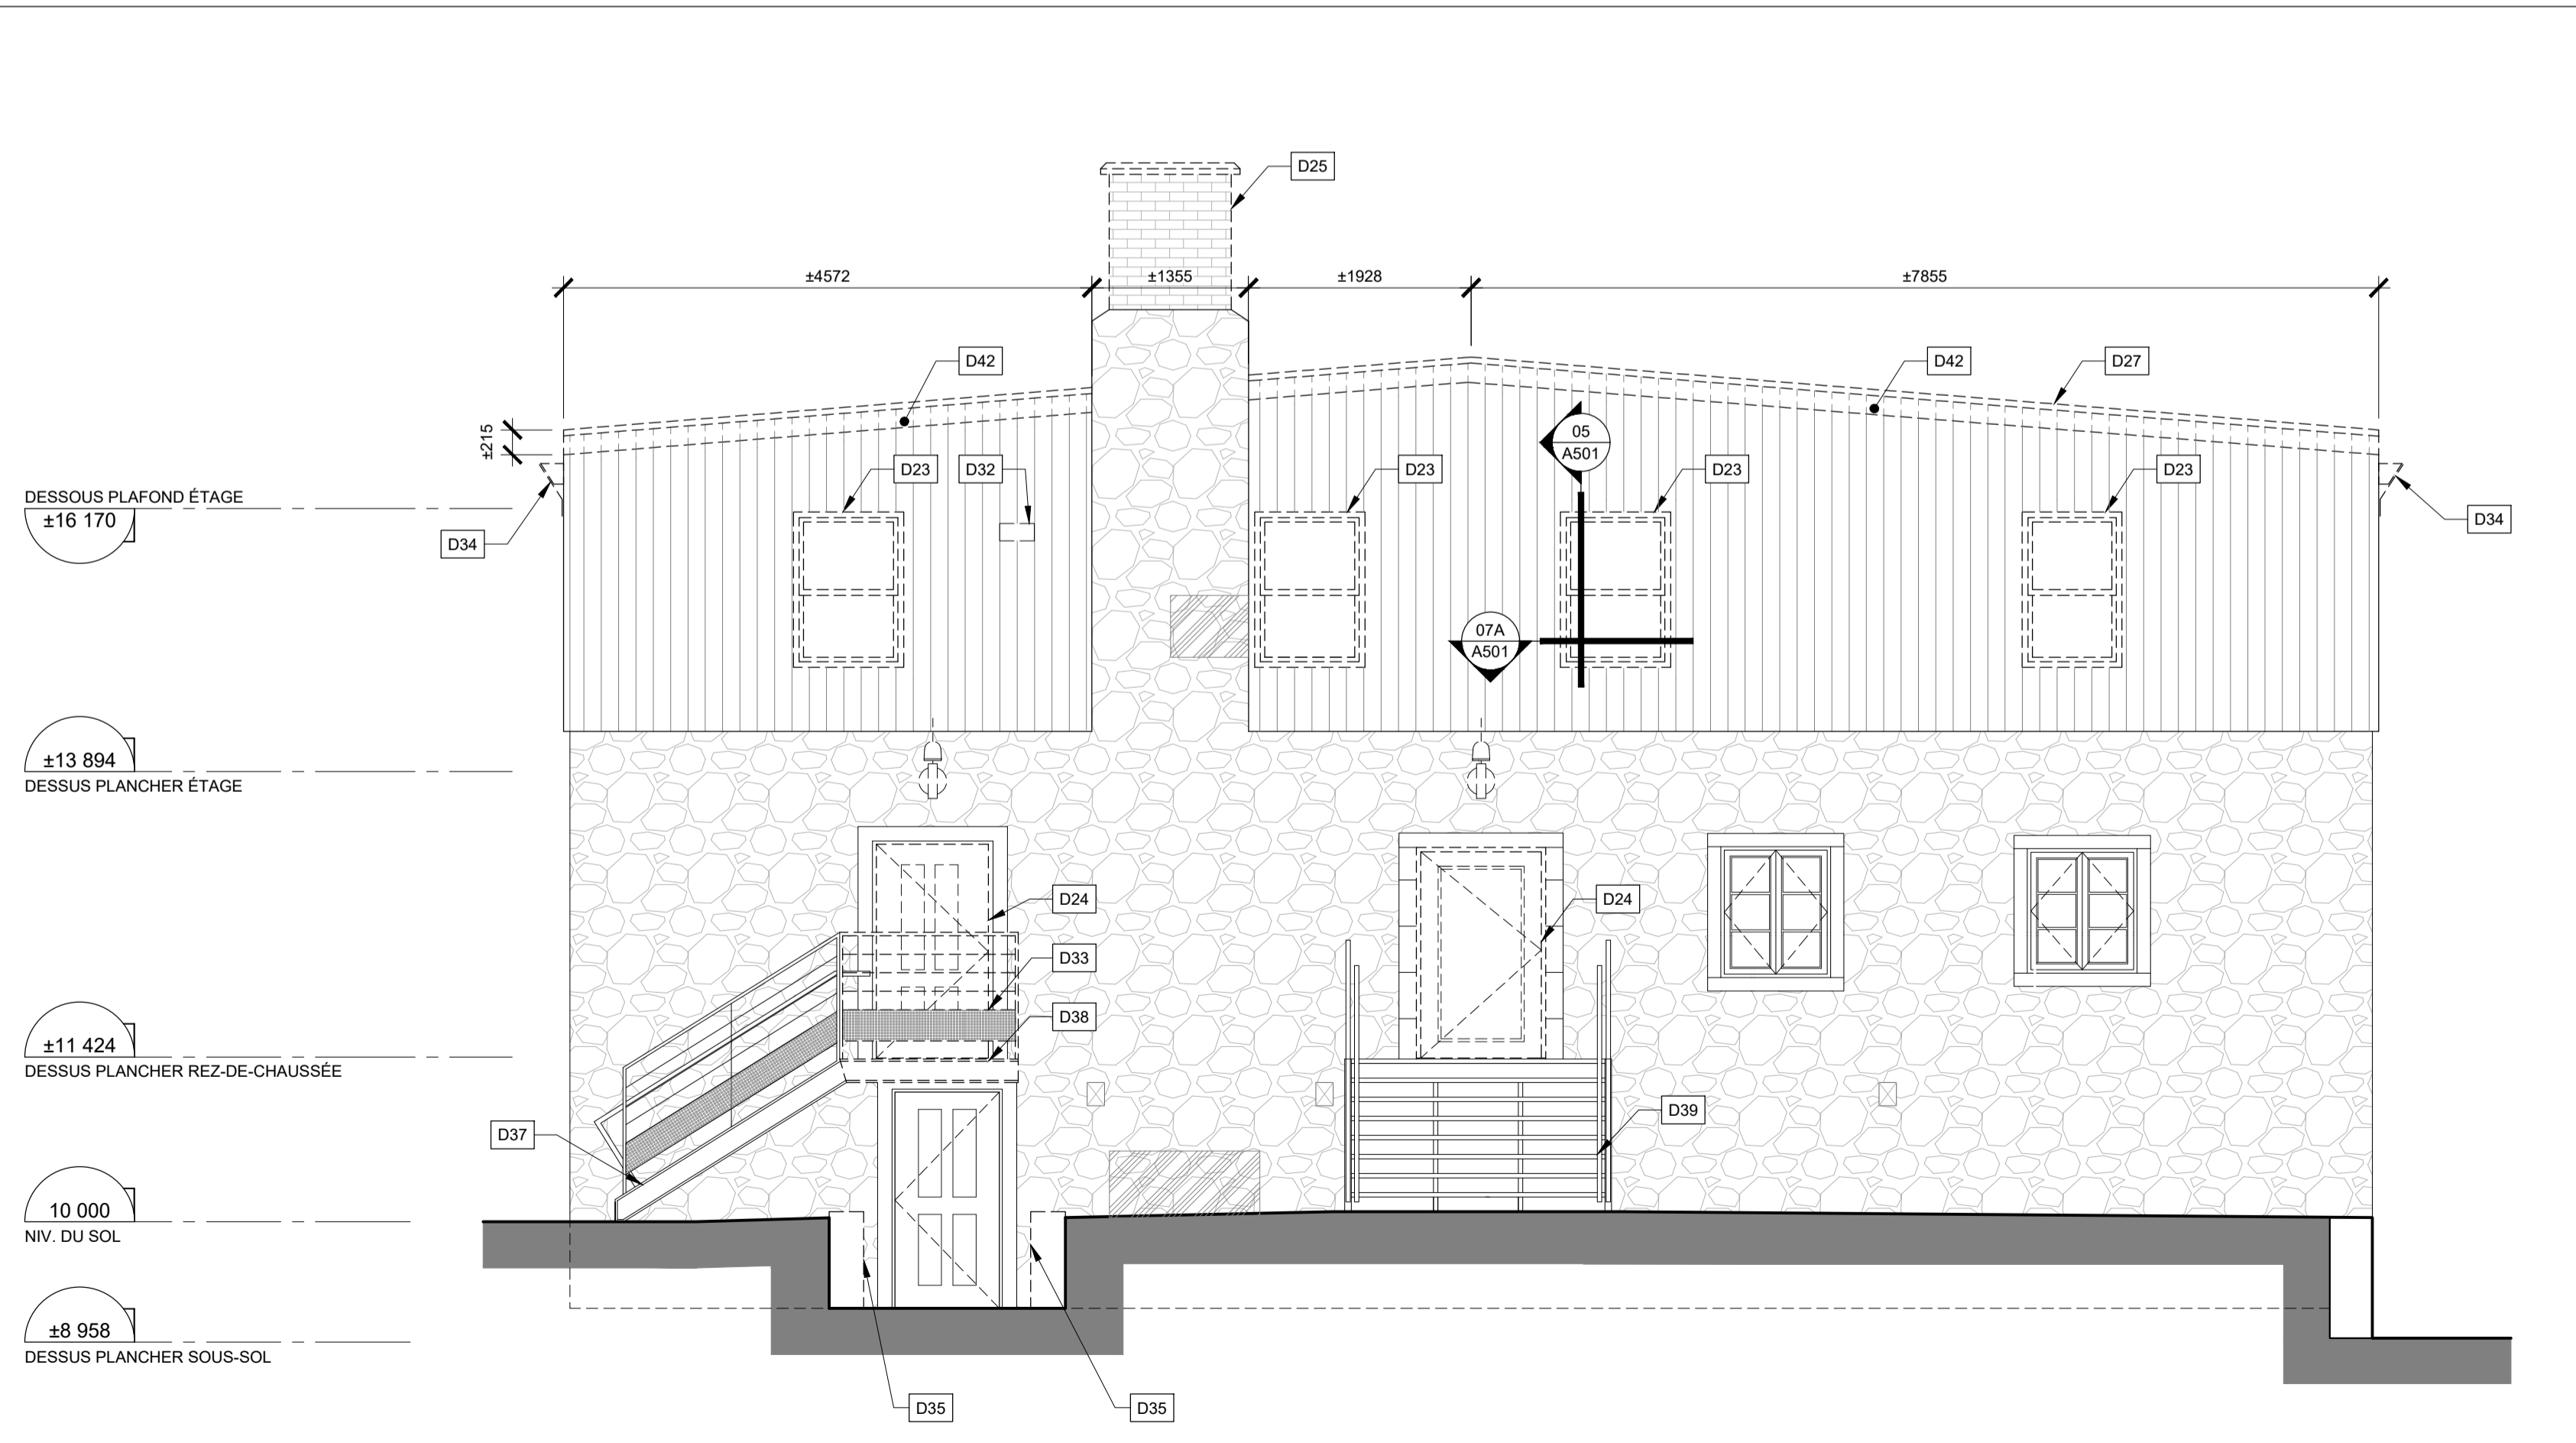 D25
±4572
±1355
±1928
±7855
D42
D42
D27
±215
D23
D32
D23
D23
D23
05
A501
DESSOUS PLAFOND ÉTAGE
±16 170
D34
D34
07A
A501
±13 894
DESSUS PLANCHER ÉTAGE
D24
D24
D33
D38
±11 424
DESSUS PLANCHER REZ-DE-CHAUSSÉE
D39
D37
10 000
NIV. DU SOL
±8 958
DESSUS PLANCHER SOUS-SOL
D35
D35